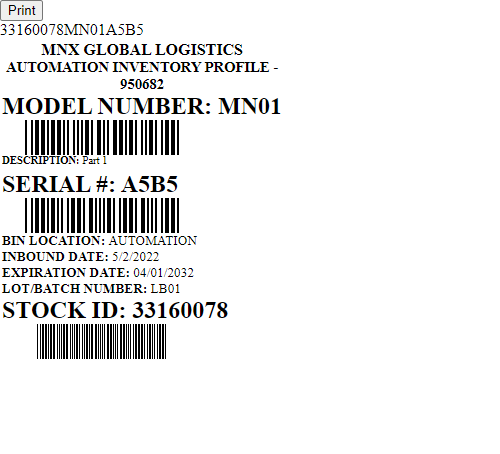 Print
33160078MN01A5B5
MNX GLOBAL LOGISTICS
AUTOMATION INVENTORY PROFILE -
950682
MODEL NUMBER: MN01
DESCRIPTION: Part 1
SERIAL #: A5B5
BIN LOCATION: AUTOMATION
INBOUND DATE: 5/2/2022
EXPIRATION DATE: 04/01/2032
LOT/BATCH NUMBER: LB01
STOCK ID: 33160078